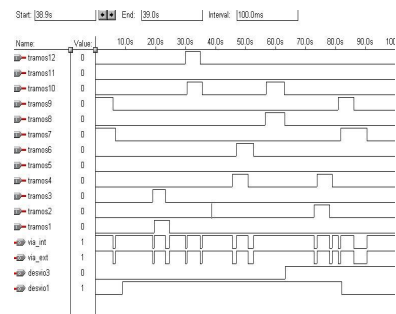 Start: 38.9s End: 39.0s Interval: 100.0ms
Name: Value: 10.0s 20.0s 30.0s 40.0s 50.0s 60.0s 70.0s 80.0s 90.0s 100
tramos12 0
tramos11 0
tramos10 0
tramos9 0
tramos8 0
tramos7 0
tramos6 0
tramos5 0
tramos4 0
tramos3 0
tramos2 0
tramos1 0
via_int 1
via_ext 1
desvio3 0
desvio1 1